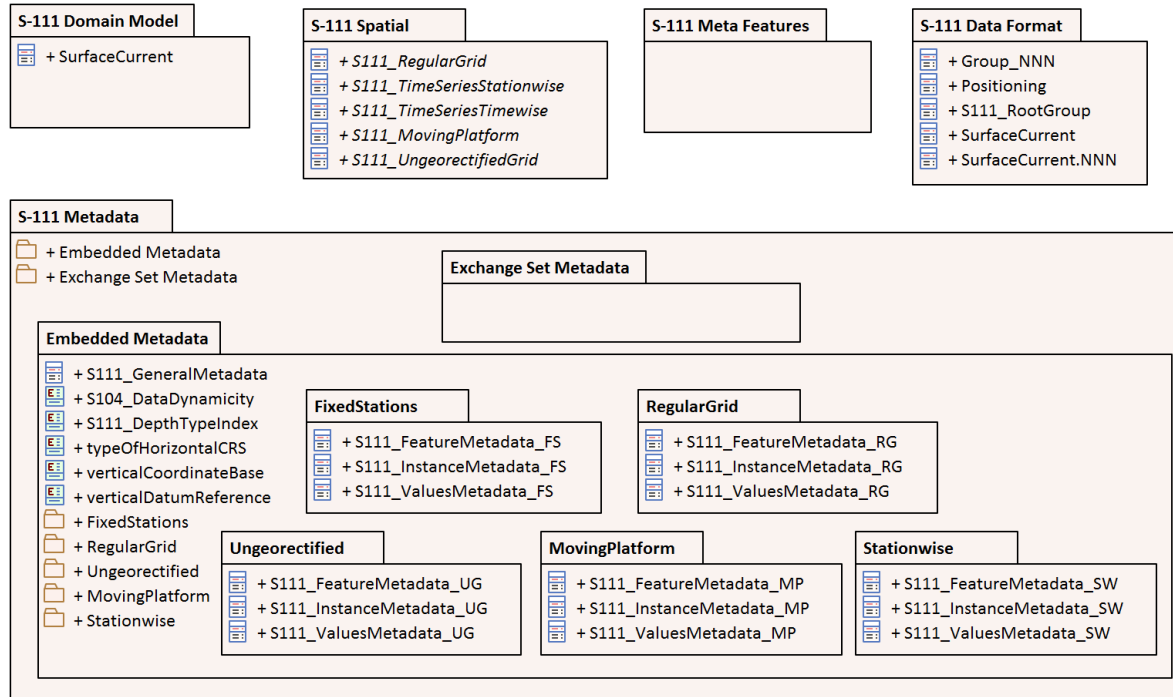 S-111 Domain Model
+ SurfaceCurrent
S-111 Spatial
+ S111_RegularGrid
+ S111_TimeSeriesStationwise
+ S111_TimeSeriesTimewise
+ S111_MovingPlatform
+ S111_UngeorectifiedGrid
S-111 Meta Features
S-111 Data Format
+ Group_NNN
+ Positioning
+ S111_RootGroup
+ SurfaceCurrent
+ SurfaceCurrent.NNN
S-111 Metadata
+ Embedded Metadata
+ Exchange Set Metadata
Exchange Set Metadata
Embedded Metadata
+ S111_GeneralMetadata
+ S104_DataDynamicity
+ S111_DepthTypeIndex
+ typeOfHorizontalCRS
+ verticalCoordinateBase
+ verticalDatumReference
+ FixedStations
+ RegularGrid
+ Ungeorectified
+ MovingPlatform
+ Stationwise
FixedStations
+ S111_FeatureMetadata_FS
+ S111_InstanceMetadata_FS
+ S111_ValuesMetadata_FS
RegularGrid
+ S111_FeatureMetadata_RG
+ S111_InstanceMetadata_RG
+ S111_ValuesMetadata_RG
Ungeorectified
+ S111_FeatureMetadata_UG
+ S111_InstanceMetadata_UG
+ S111_ValuesMetadata_UG
MovingPlatform
+ S111_FeatureMetadata_MP
+ S111_InstanceMetadata_MP
+ S111_ValuesMetadata_MP
Stationwise
+ S111_FeatureMetadata_SW
+ S111_InstanceMetadata_SW
+ S111_ValuesMetadata_SW